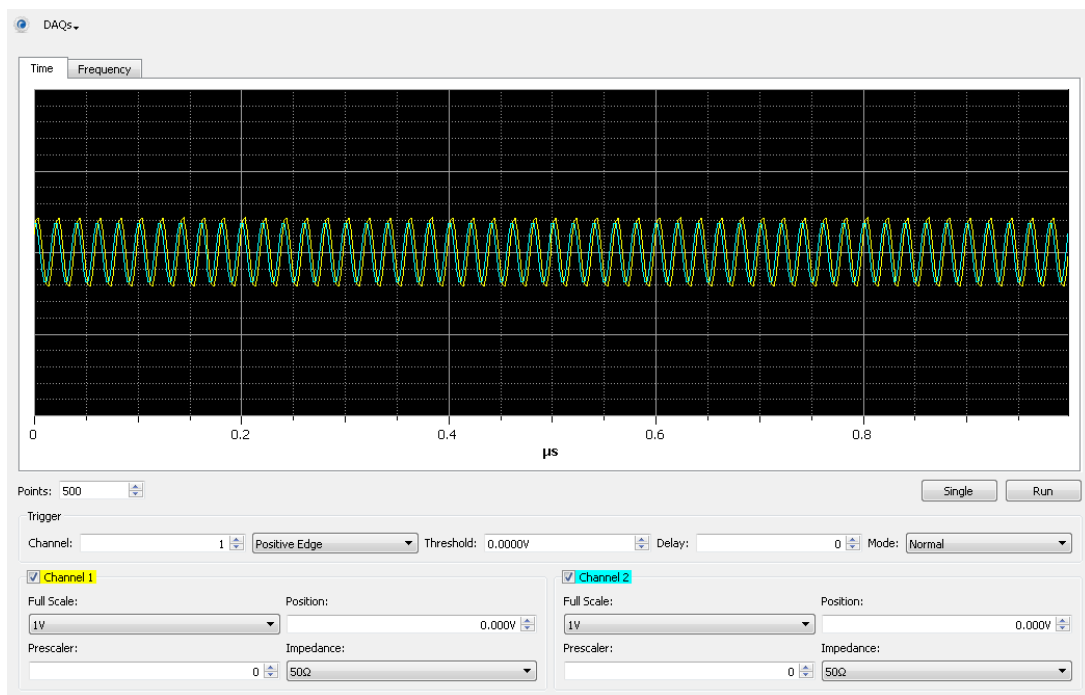 DAQs
Time Frequency
0 0.2 0.4 0.6 0.8
µs
Points: 500 Single Run
Trigger
Channel: 1 Positive Edge Threshold: 0.0000V Delay: 0 Mode: Normal
Channel 1 Channel 2
Full Scale: Position: Full Scale: Position:
1V 0.000V 1V 0.000V
Prescaler: Impedance: Prescaler: Impedance:
0 50Ω 0 50Ω